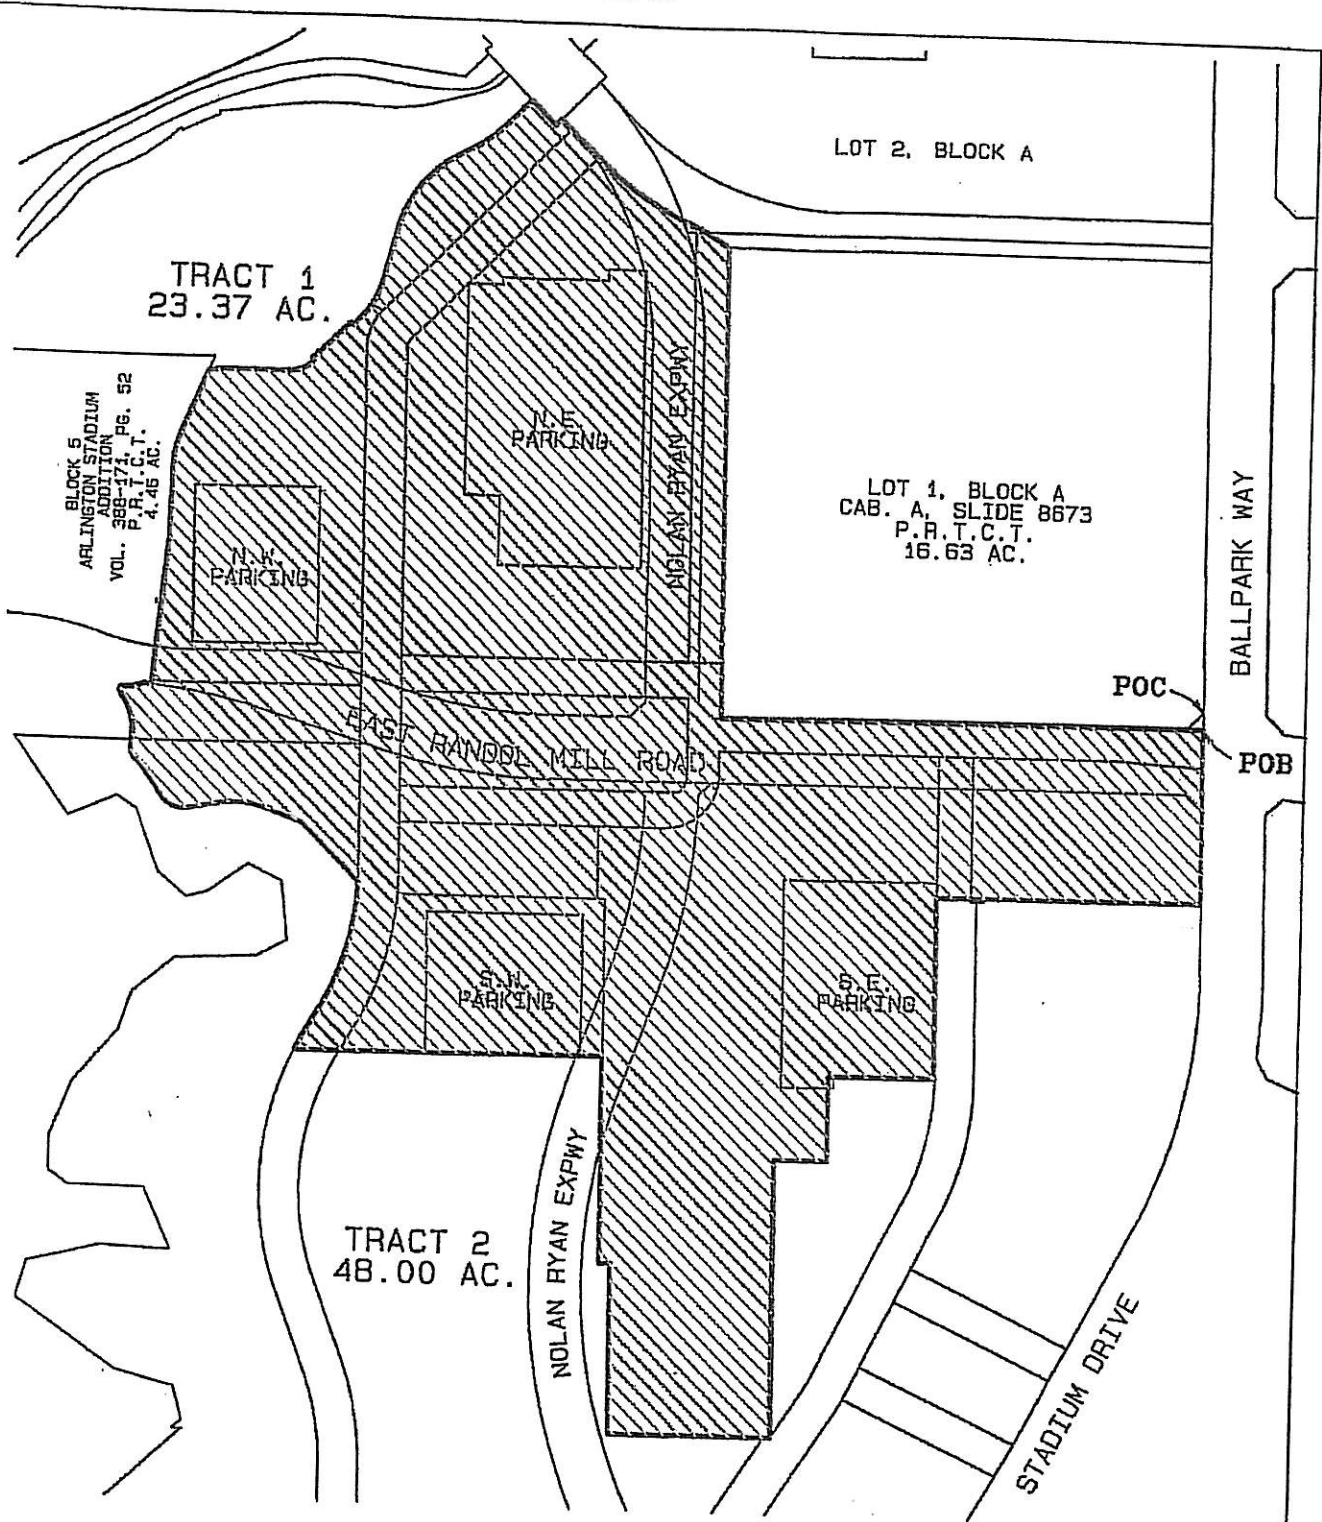 LOT 2, BLOCK A
TRACT 1
23.37 AC.
BLOCK 5
ARLINGTON STADIUM
ADDITION
VOL. 388-171, PG. 52
P.R.T.C.T.
4.45 AC.
N.E.
PARKING
NOLAN RYAN EXPWY
LOT 1, BLOCK A
CAB. A, SLIDE 8673
P.R.T.C.T.
16.63 AC.
BALLPARK WAY
N.W.
PARKING
POC
EAST RANDOL MILL ROAD
POB
S.W.
PARKING
S.E.
PARKING
TRACT 2
48.00 AC.
NOLAN RYAN EXPWY
STADIUM DRIVE